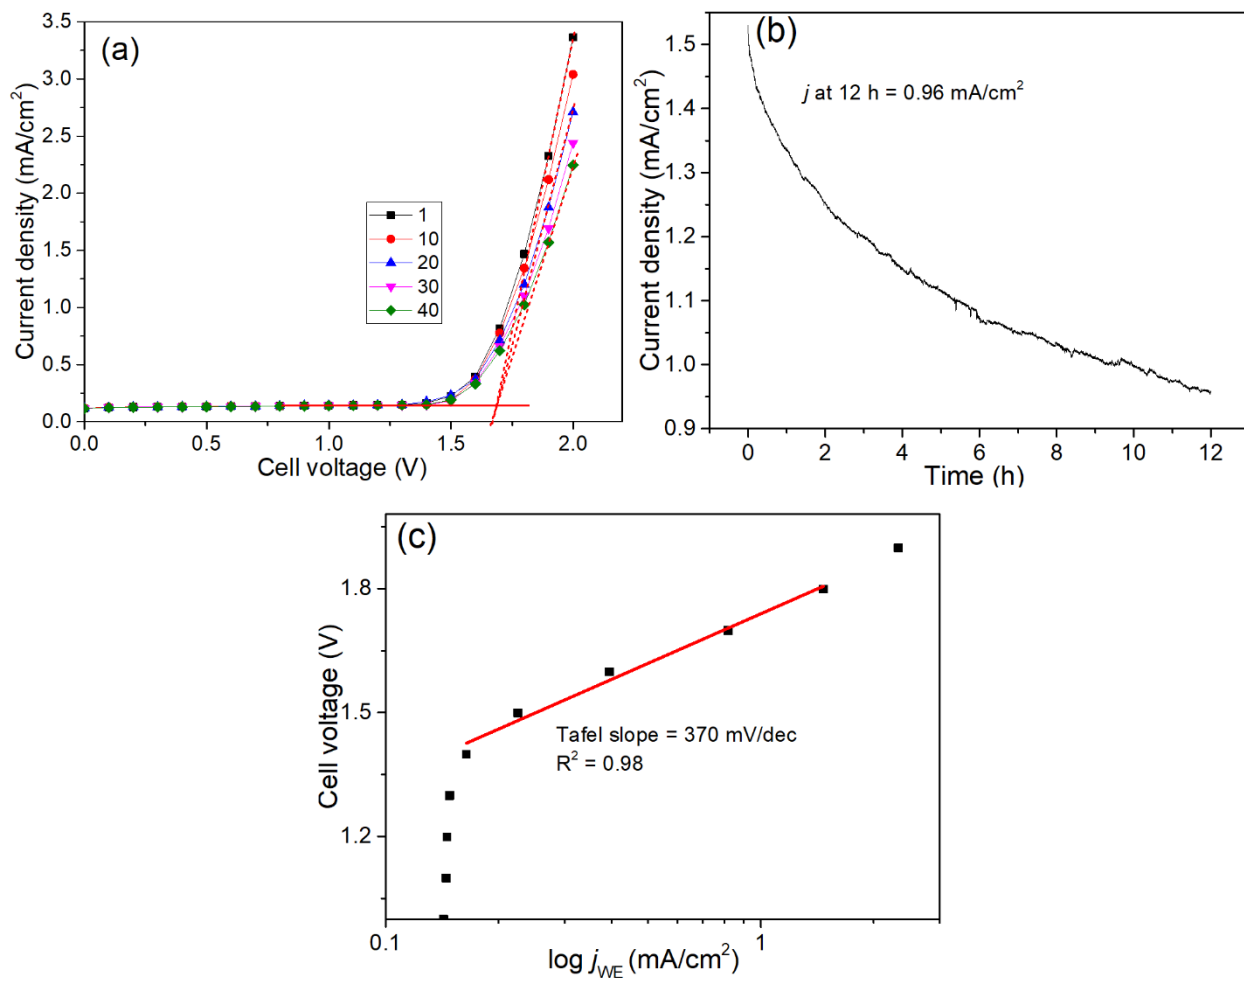 (a)
3.5
3.0
2.5
2.0
1.5
1.0
0.5
0.0
Current density (mA/cm²)
1
10
20
30
40
0.0 0.5 1.0 1.5 2.0
Cell voltage (V)
(b)
1.5
1.4
1.3
1.2
1.1
1.0
0.9
Current density (mA/cm²)
j at 12 h = 0.96 mA/cm²
0 2 4 6 8 10 12
Time (h)
(c)
1.8
1.5
1.2
Cell voltage (V)
Tafel slope = 370 mV/dec
R² = 0.98
0.1 1
log j_WE (mA/cm²)